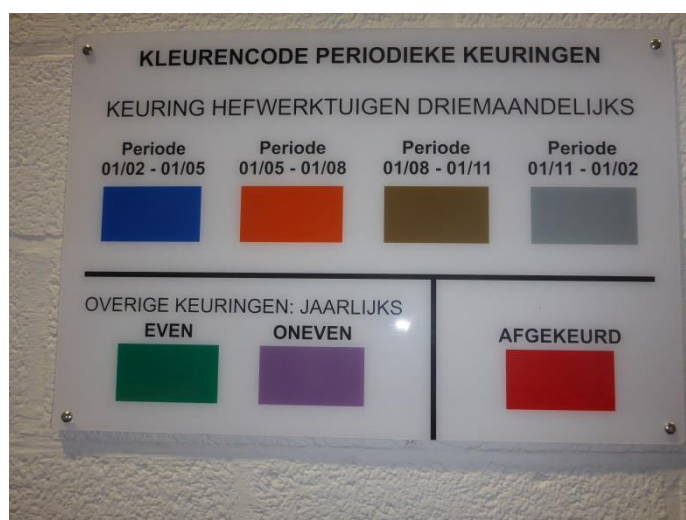 KLEURENCODE PERIODIEKE KEURINGEN
KEURING HEFWERKTUIGEN DRIEMAANDELIJKS
Periode Periode Periode Periode
01/02 - 01/05 01/05 - 01/08 01/08 - 01/11 01/11 - 01/02
OVERIGE KEURINGEN: JAARLIJKS
EVEN ONEVEN AFGEKEURD